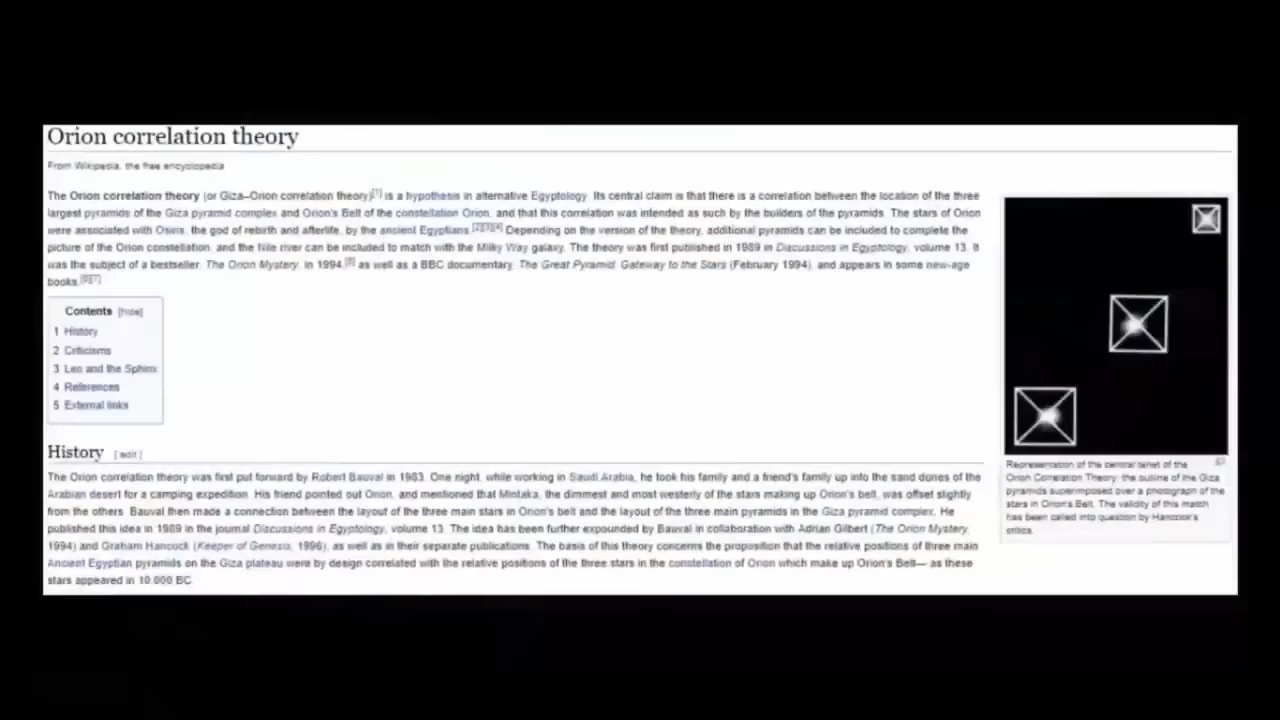 Orion correlation theory
From Wikipedia, the free encyclopedia
The Orion correlation theory (or Giza–Orion correlation theory)[1] is a hypothesis in alternative Egyptology. Its central claim is that there is a correlation between the location of the three
largest pyramids of the Giza pyramid complex and Orion's Belt of the constellation Orion, and that this correlation was intended as such by the builders of the pyramids. The stars of Orion
were associated with Osiris, the god of rebirth and afterlife, by the ancient Egyptians.[2][3][4] Depending on the version of the theory, additional pyramids can be included to complete the
picture of the Orion constellation, and the Nile river can be included to match with the Milky Way galaxy. The theory was first published in 1989 in Discussions in Egyptology, volume 13. It
was the subject of a bestseller, The Orion Mystery, in 1994,[5] as well as a BBC documentary, The Great Pyramid: Gateway to the Stars (February 1994), and appears in some new-age
books.[6][7]
Contents [hide]
1 History
2 Criticisms
3 Leo and the Sphinx
4 References
5 External links
History [edit]
The Orion correlation theory was first put forward by Robert Bauval in 1983. One night, while working in Saudi Arabia, he took his family and a friend's family up into the sand dunes of the
Arabian desert for a camping expedition. His friend pointed out Orion, and mentioned that Mintaka, the dimmest and most westerly of the stars making up Orion's belt, was offset slightly
from the others. Bauval then made a connection between the layout of the three main stars in Orion's belt and the layout of the three main pyramids in the Giza pyramid complex. He
published this idea in 1989 in the journal Discussions in Egyptology, volume 13. The idea has been further expounded by Bauval in collaboration with Adrian Gilbert (The Orion Mystery,
1994) and Graham Hancock (Keeper of Genesis, 1996), as well as in their separate publications. The basis of this theory concerns the proposition that the relative positions of three main
Ancient Egyptian pyramids on the Giza plateau were by design correlated with the relative positions of the three stars in the constellation of Orion which make up Orion's Belt— as these
stars appeared in 10,000 BC.
Representation of the central tenet of the
Orion Correlation Theory: the outline of the Giza
pyramids superimposed over a photograph of the
stars in Orion's Belt. The validity of this match
has been called into question by Hancock's
critics.